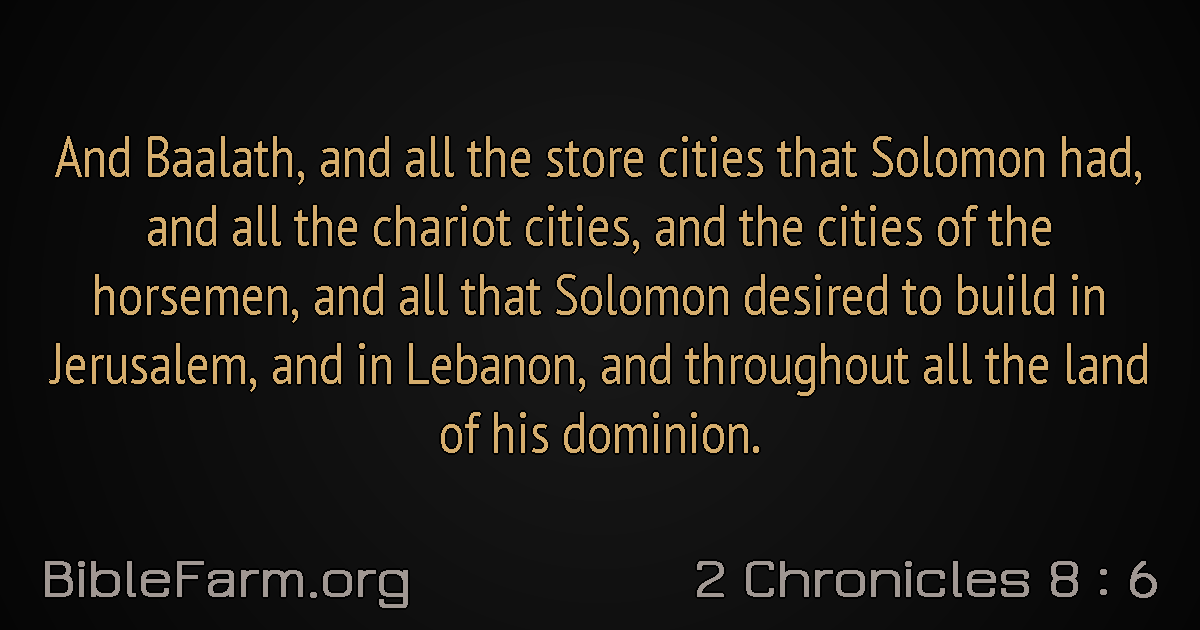 And Baalath, and all the store cities that Solomon had,
and all the chariot cities, and the cities of the
horsemen, and all that Solomon desired to build in
Jerusalem, and in Lebanon, and throughout all the land
of his dominion.
BibleFarm.org
2 Chronicles 8 : 6